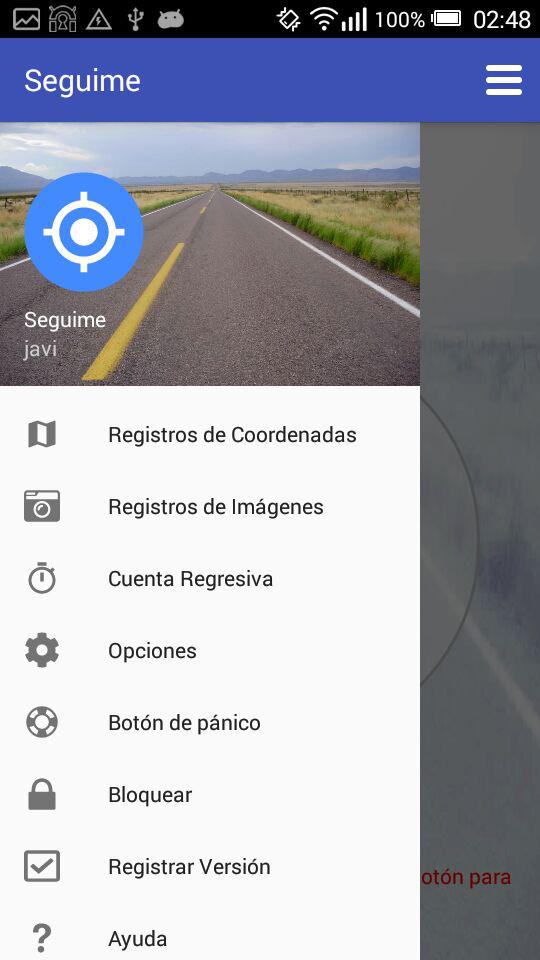 100% 02:48
Seguime
Seguime
javi
Registros de Coordenadas
Registros de Imágenes
Cuenta Regresiva
Opciones
Botón de pánico
Bloquear
Registrar Versión
otón para
Ayuda